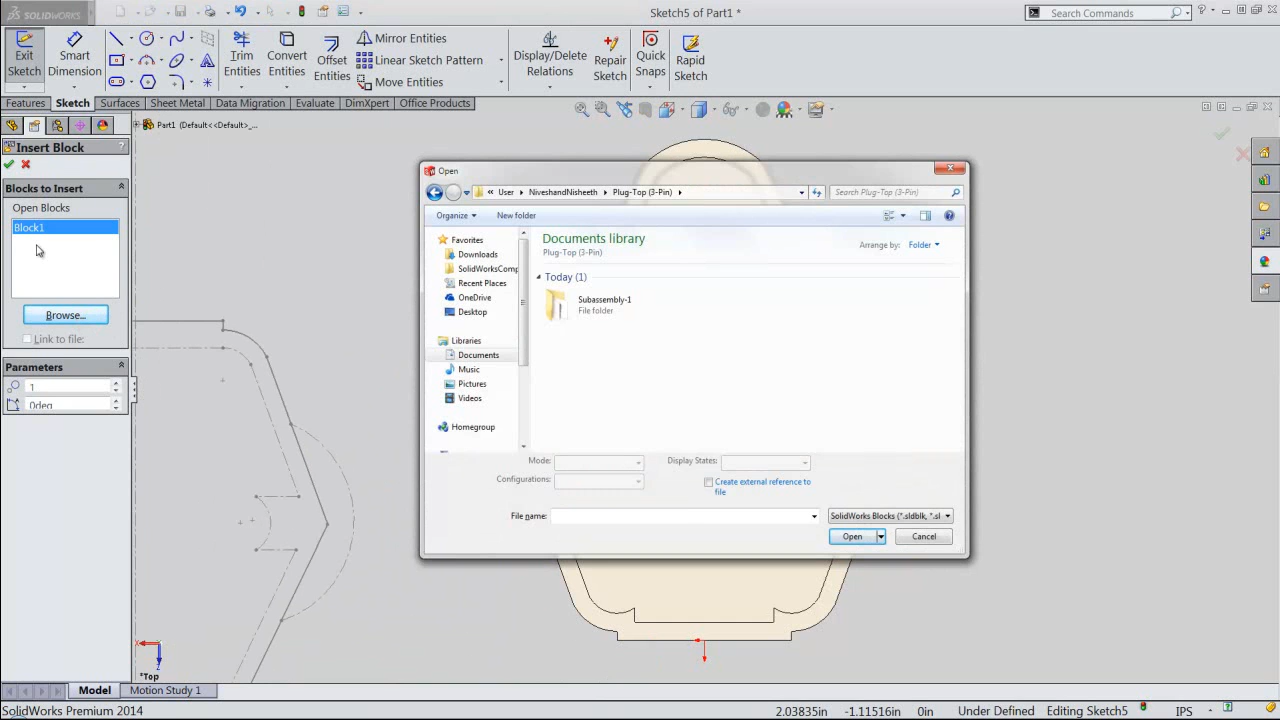 SOLIDWORKS
Sketch5 of Part1 *
Search Commands
Exit Sketch
Smart Dimension
Trim Entities
Convert Entities
Offset Entities
Mirror Entities
Linear Sketch Pattern
Move Entities
Display/Delete Relations
Repair Sketch
Quick Snaps
Rapid Sketch
Features
Sketch
Surfaces
Sheet Metal
Data Migration
Evaluate
DimXpert
Office Products
Part1 (Default<<Default>_...
Insert Block
Blocks to Insert
Open Blocks
Block1
Browse...
Link to file:
Parameters
1
0deg
Open
« User ▸ NiveshandNisheeth ▸ Plug-Top (3-Pin) ▸
Search Plug-Top (3-Pin)
Organize
New folder
Favorites
Downloads
SolidWorksComp
Recent Places
OneDrive
Desktop
Libraries
Documents
Music
Pictures
Videos
Homegroup
Documents library
Plug-Top (3-Pin)
Arrange by: Folder
Today (1)
Subassembly-1
File folder
Mode:
Display States:
Configurations:
Create external reference to
file
File name:
SolidWorks Blocks (*.sldblk, *.sl
Open
Cancel
X
Z
*Top
Model
Motion Study 1
SolidWorks Premium 2014
2.03835in
-1.11516in
0in
Under Defined
Editing Sketch5
IPS